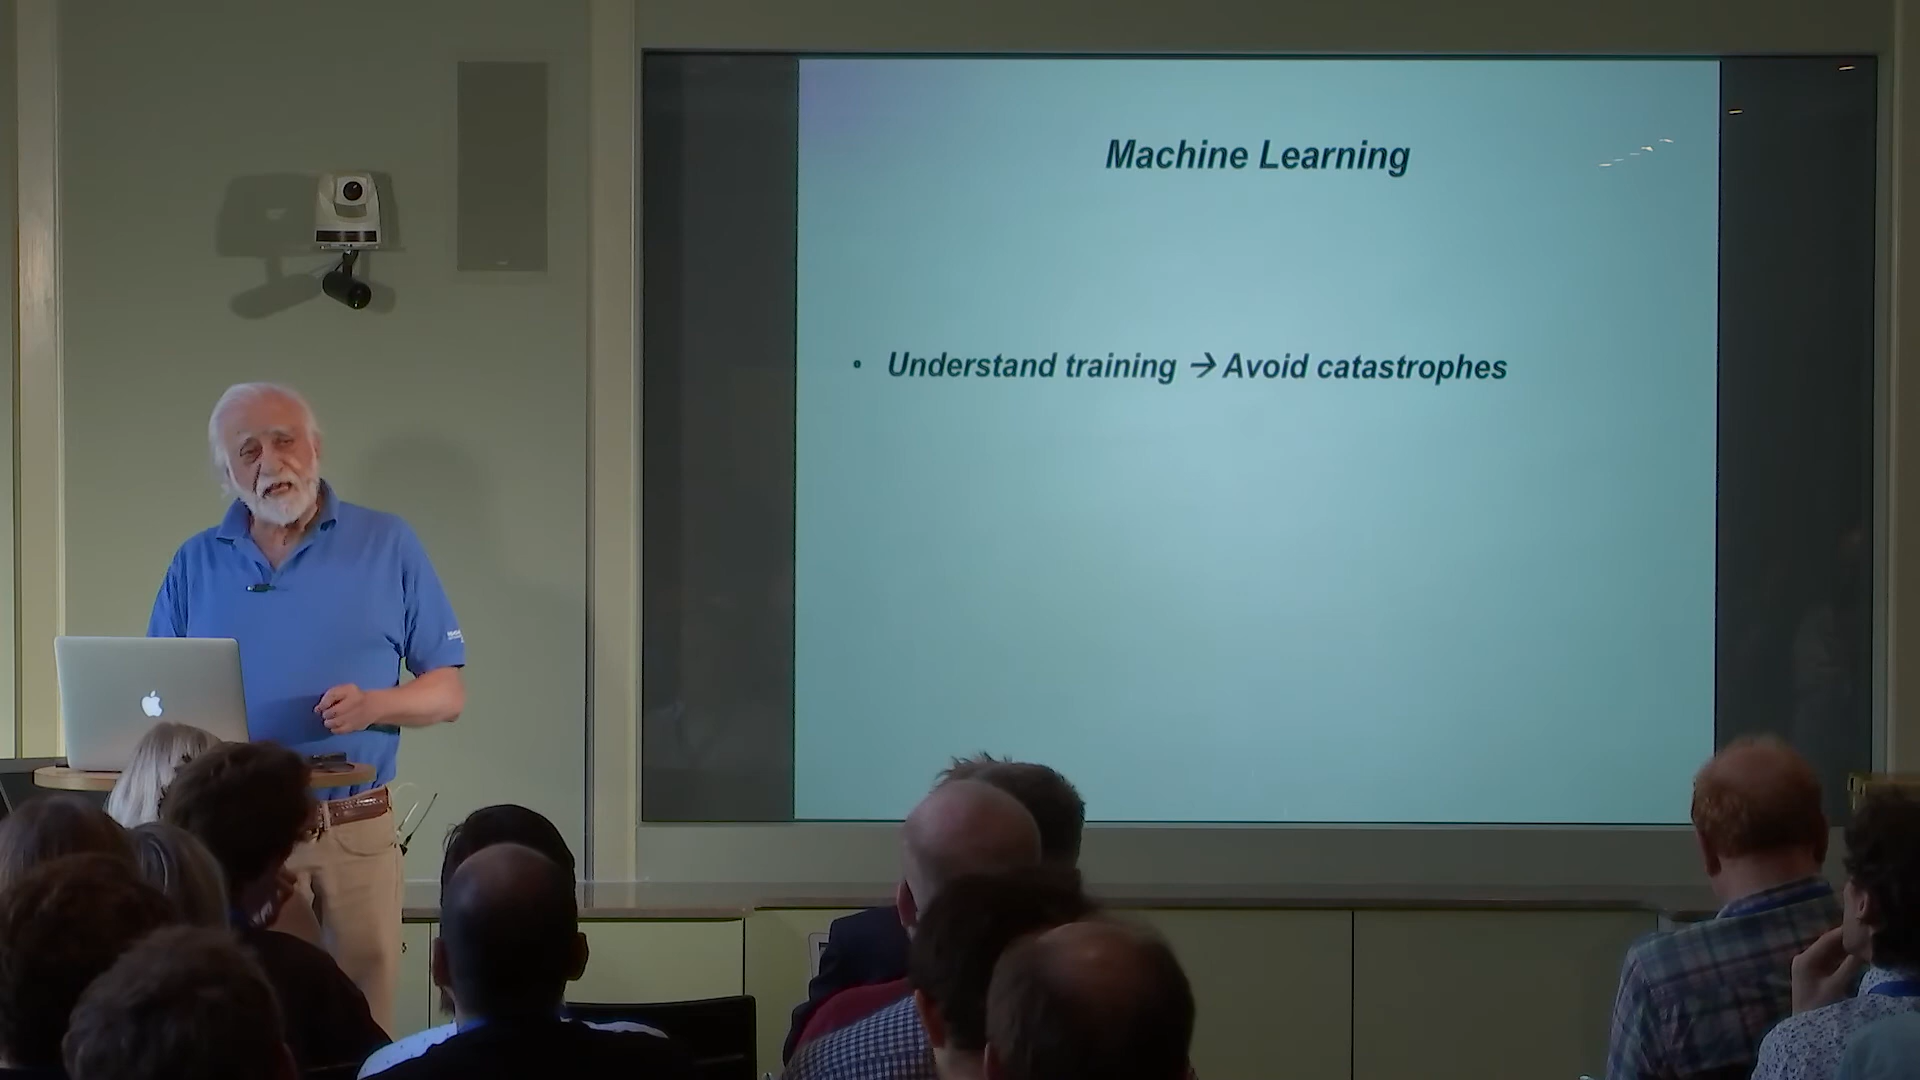 Machine Learning
• Understand training → Avoid catastrophes